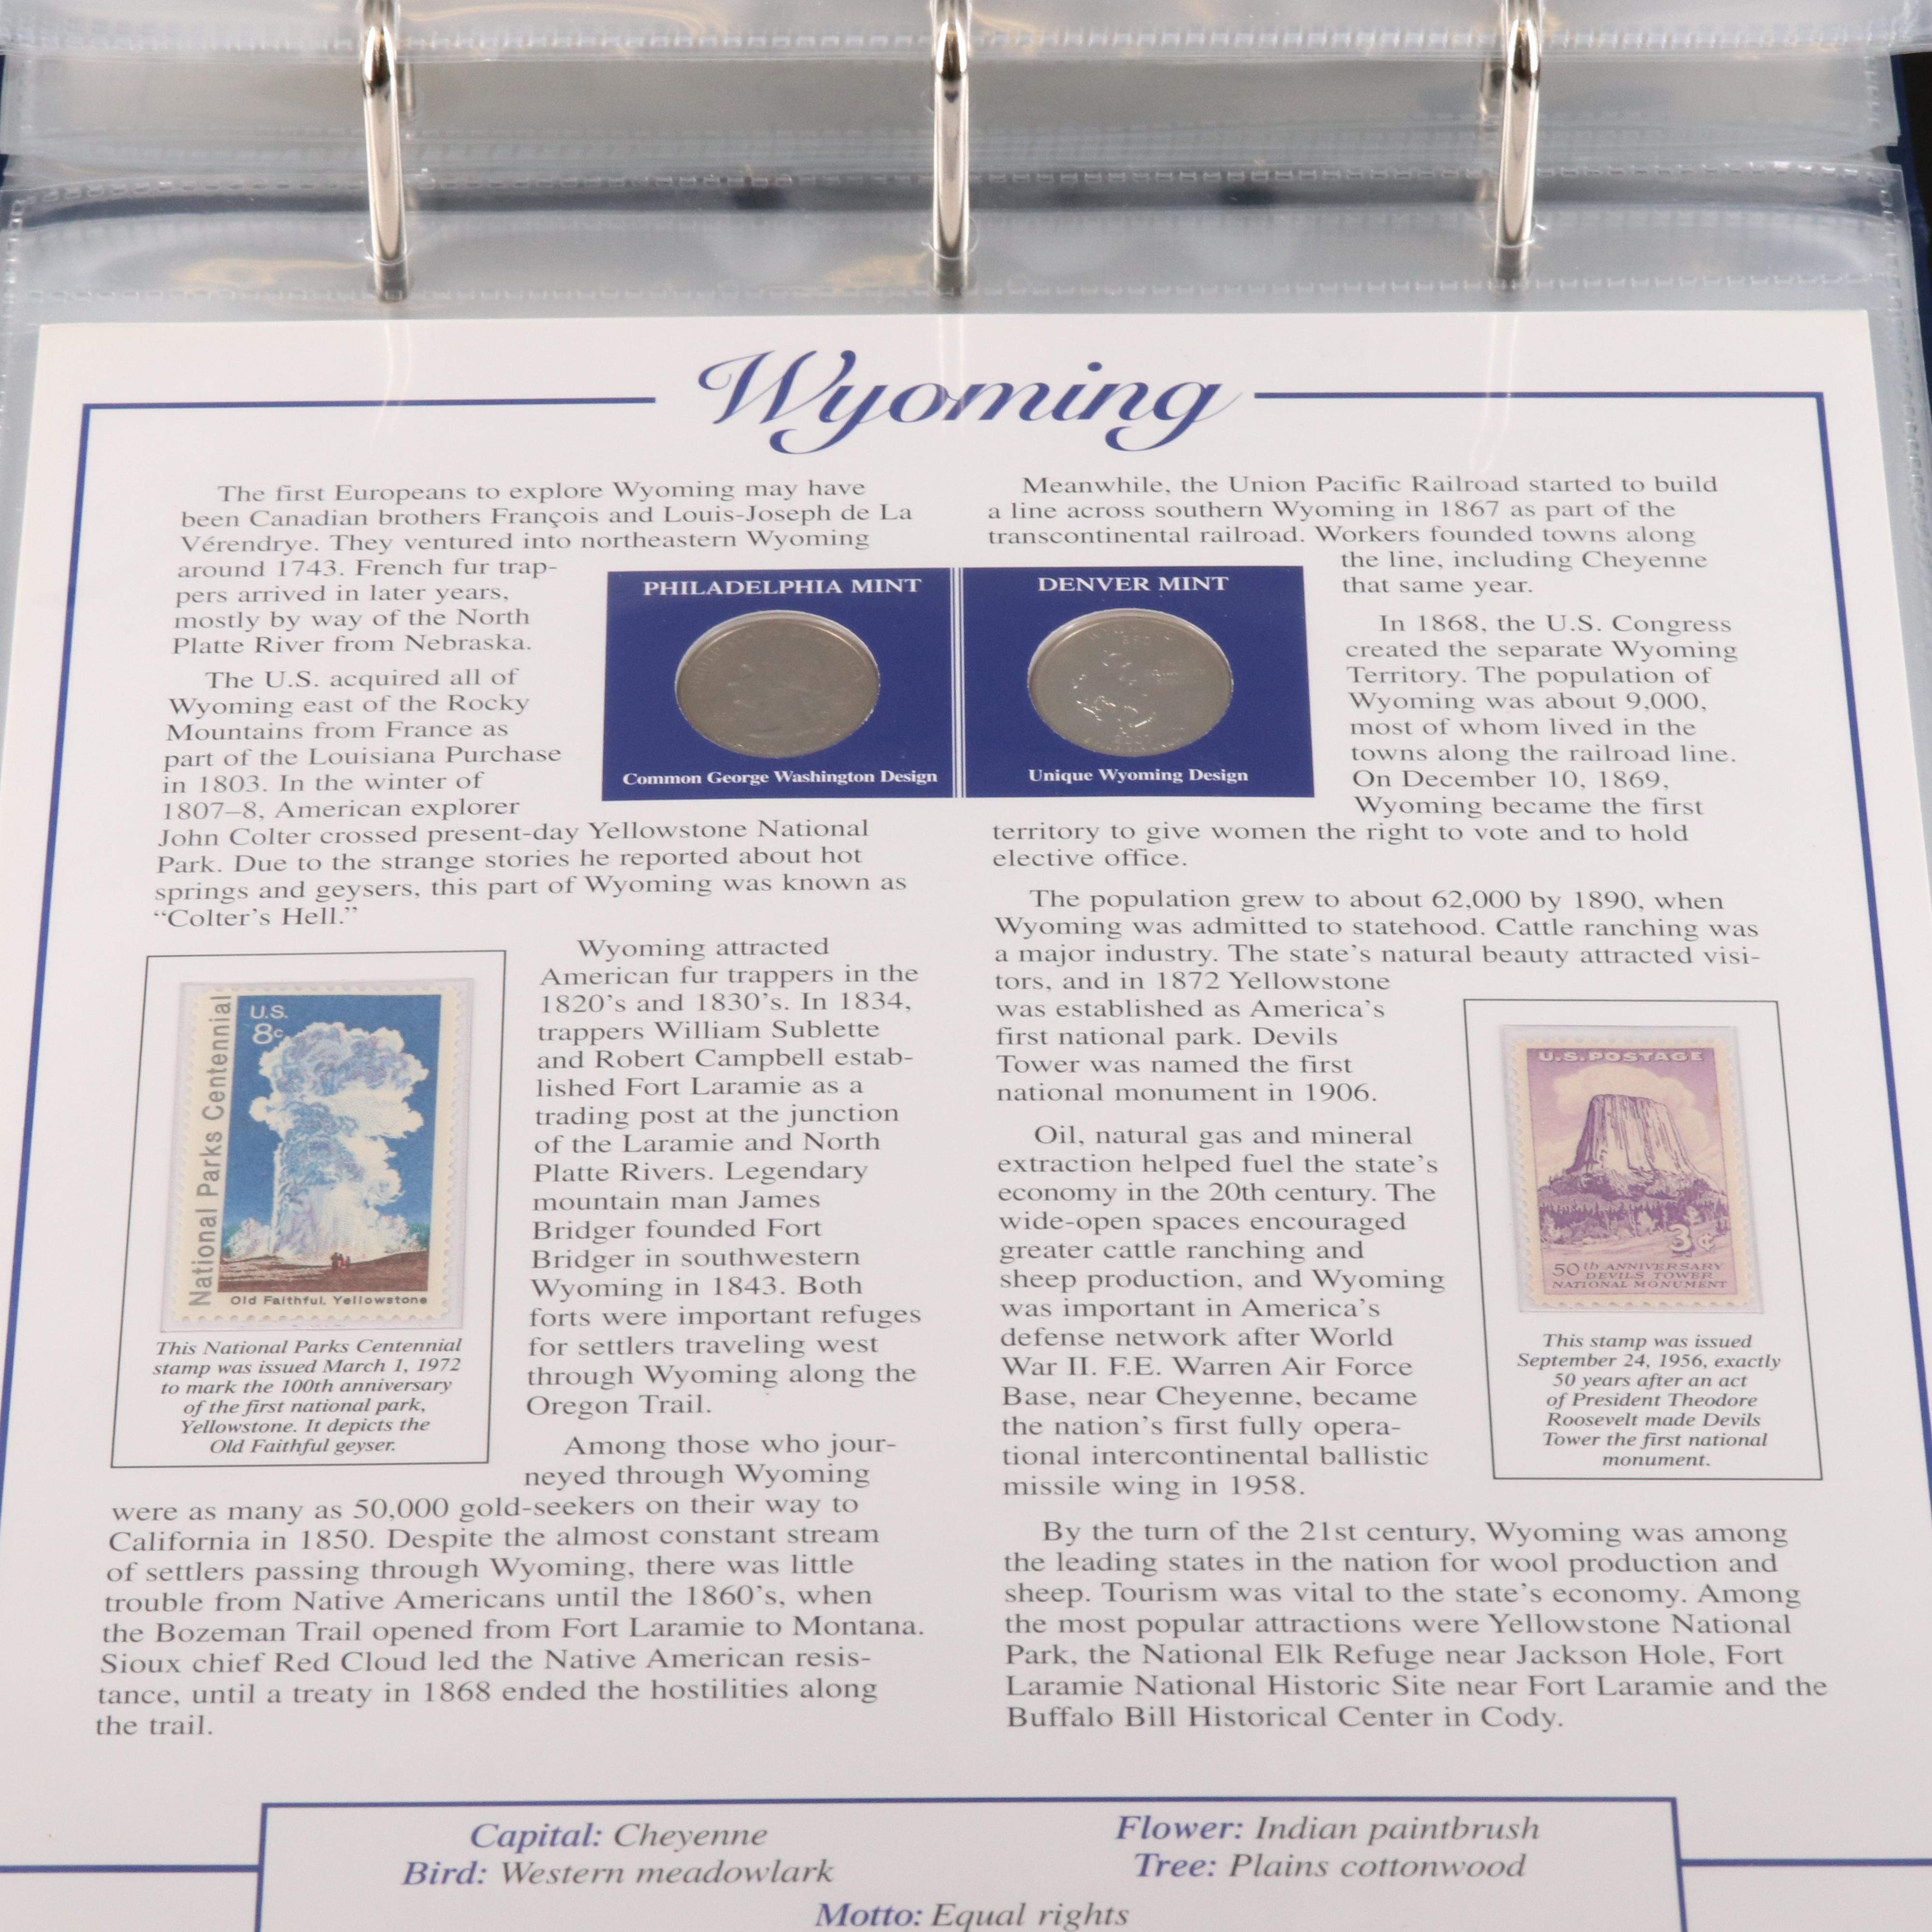 Wyoming
The first Europeans to explore Wyoming may have
been Canadian brothers François and Louis-Joseph de La
Vérendrye. They ventured into northeastern Wyoming
around 1743. French fur trap-
pers arrived in later years,
mostly by way of the North
Platte River from Nebraska.
The U.S. acquired all of
Wyoming east of the Rocky
Mountains from France as
part of the Louisiana Purchase
in 1803. In the winter of
1807–8, American explorer
John Colter crossed present-day Yellowstone National
Park. Due to the strange stories he reported about hot
springs and geysers, this part of Wyoming was known as
“Colter’s Hell.”
Wyoming attracted
American fur trappers in the
1820’s and 1830’s. In 1834,
trappers William Sublette
and Robert Campbell estab-
lished Fort Laramie as a
trading post at the junction
of the Laramie and North
Platte Rivers. Legendary
mountain man James
Bridger founded Fort
Bridger in southwestern
Wyoming in 1843. Both
forts were important refuges
for settlers traveling west
through Wyoming along the
Oregon Trail.
Among those who jour-
neyed through Wyoming
were as many as 50,000 gold-seekers on their way to
California in 1850. Despite the almost constant stream
of settlers passing through Wyoming, there was little
trouble from Native Americans until the 1860’s, when
the Bozeman Trail opened from Fort Laramie to Montana.
Sioux chief Red Cloud led the Native American resis-
tance, until a treaty in 1868 ended the hostilities along
the trail.
National Parks Centennial
U.S.
8c
Old Faithful, Yellowstone
This National Parks Centennial
stamp was issued March 1, 1972
to mark the 100th anniversary
of the first national park,
Yellowstone. It depicts the
Old Faithful geyser.
PHILADELPHIA MINT
Common George Washington Design
DENVER MINT
Unique Wyoming Design
Meanwhile, the Union Pacific Railroad started to build
a line across southern Wyoming in 1867 as part of the
transcontinental railroad. Workers founded towns along
the line, including Cheyenne
that same year.
In 1868, the U.S. Congress
created the separate Wyoming
Territory. The population of
Wyoming was about 9,000,
most of whom lived in the
towns along the railroad line.
On December 10, 1869,
Wyoming became the first
territory to give women the right to vote and to hold
elective office.
The population grew to about 62,000 by 1890, when
Wyoming was admitted to statehood. Cattle ranching was
a major industry. The state’s natural beauty attracted visi-
tors, and in 1872 Yellowstone
was established as America’s
first national park. Devils
Tower was named the first
national monument in 1906.
Oil, natural gas and mineral
extraction helped fuel the state’s
economy in the 20th century. The
wide-open spaces encouraged
greater cattle ranching and
sheep production, and Wyoming
was important in America’s
defense network after World
War II. F.E. Warren Air Force
Base, near Cheyenne, became
the nation’s first fully opera-
tional intercontinental ballistic
missile wing in 1958.
By the turn of the 21st century, Wyoming was among
the leading states in the nation for wool production and
sheep. Tourism was vital to the state’s economy. Among
the most popular attractions were Yellowstone National
Park, the National Elk Refuge near Jackson Hole, Fort
Laramie National Historic Site near Fort Laramie and the
Buffalo Bill Historical Center in Cody.
U.S. POSTAGE
3¢
50th ANNIVERSARY
DEVILS TOWER
NATIONAL MONUMENT
This stamp was issued
September 24, 1956, exactly
50 years after an act
of President Theodore
Roosevelt made Devils
Tower the first national
monument.
Capital: Cheyenne
Flower: Indian paintbrush
Bird: Western meadowlark
Tree: Plains cottonwood
Motto: Equal rights